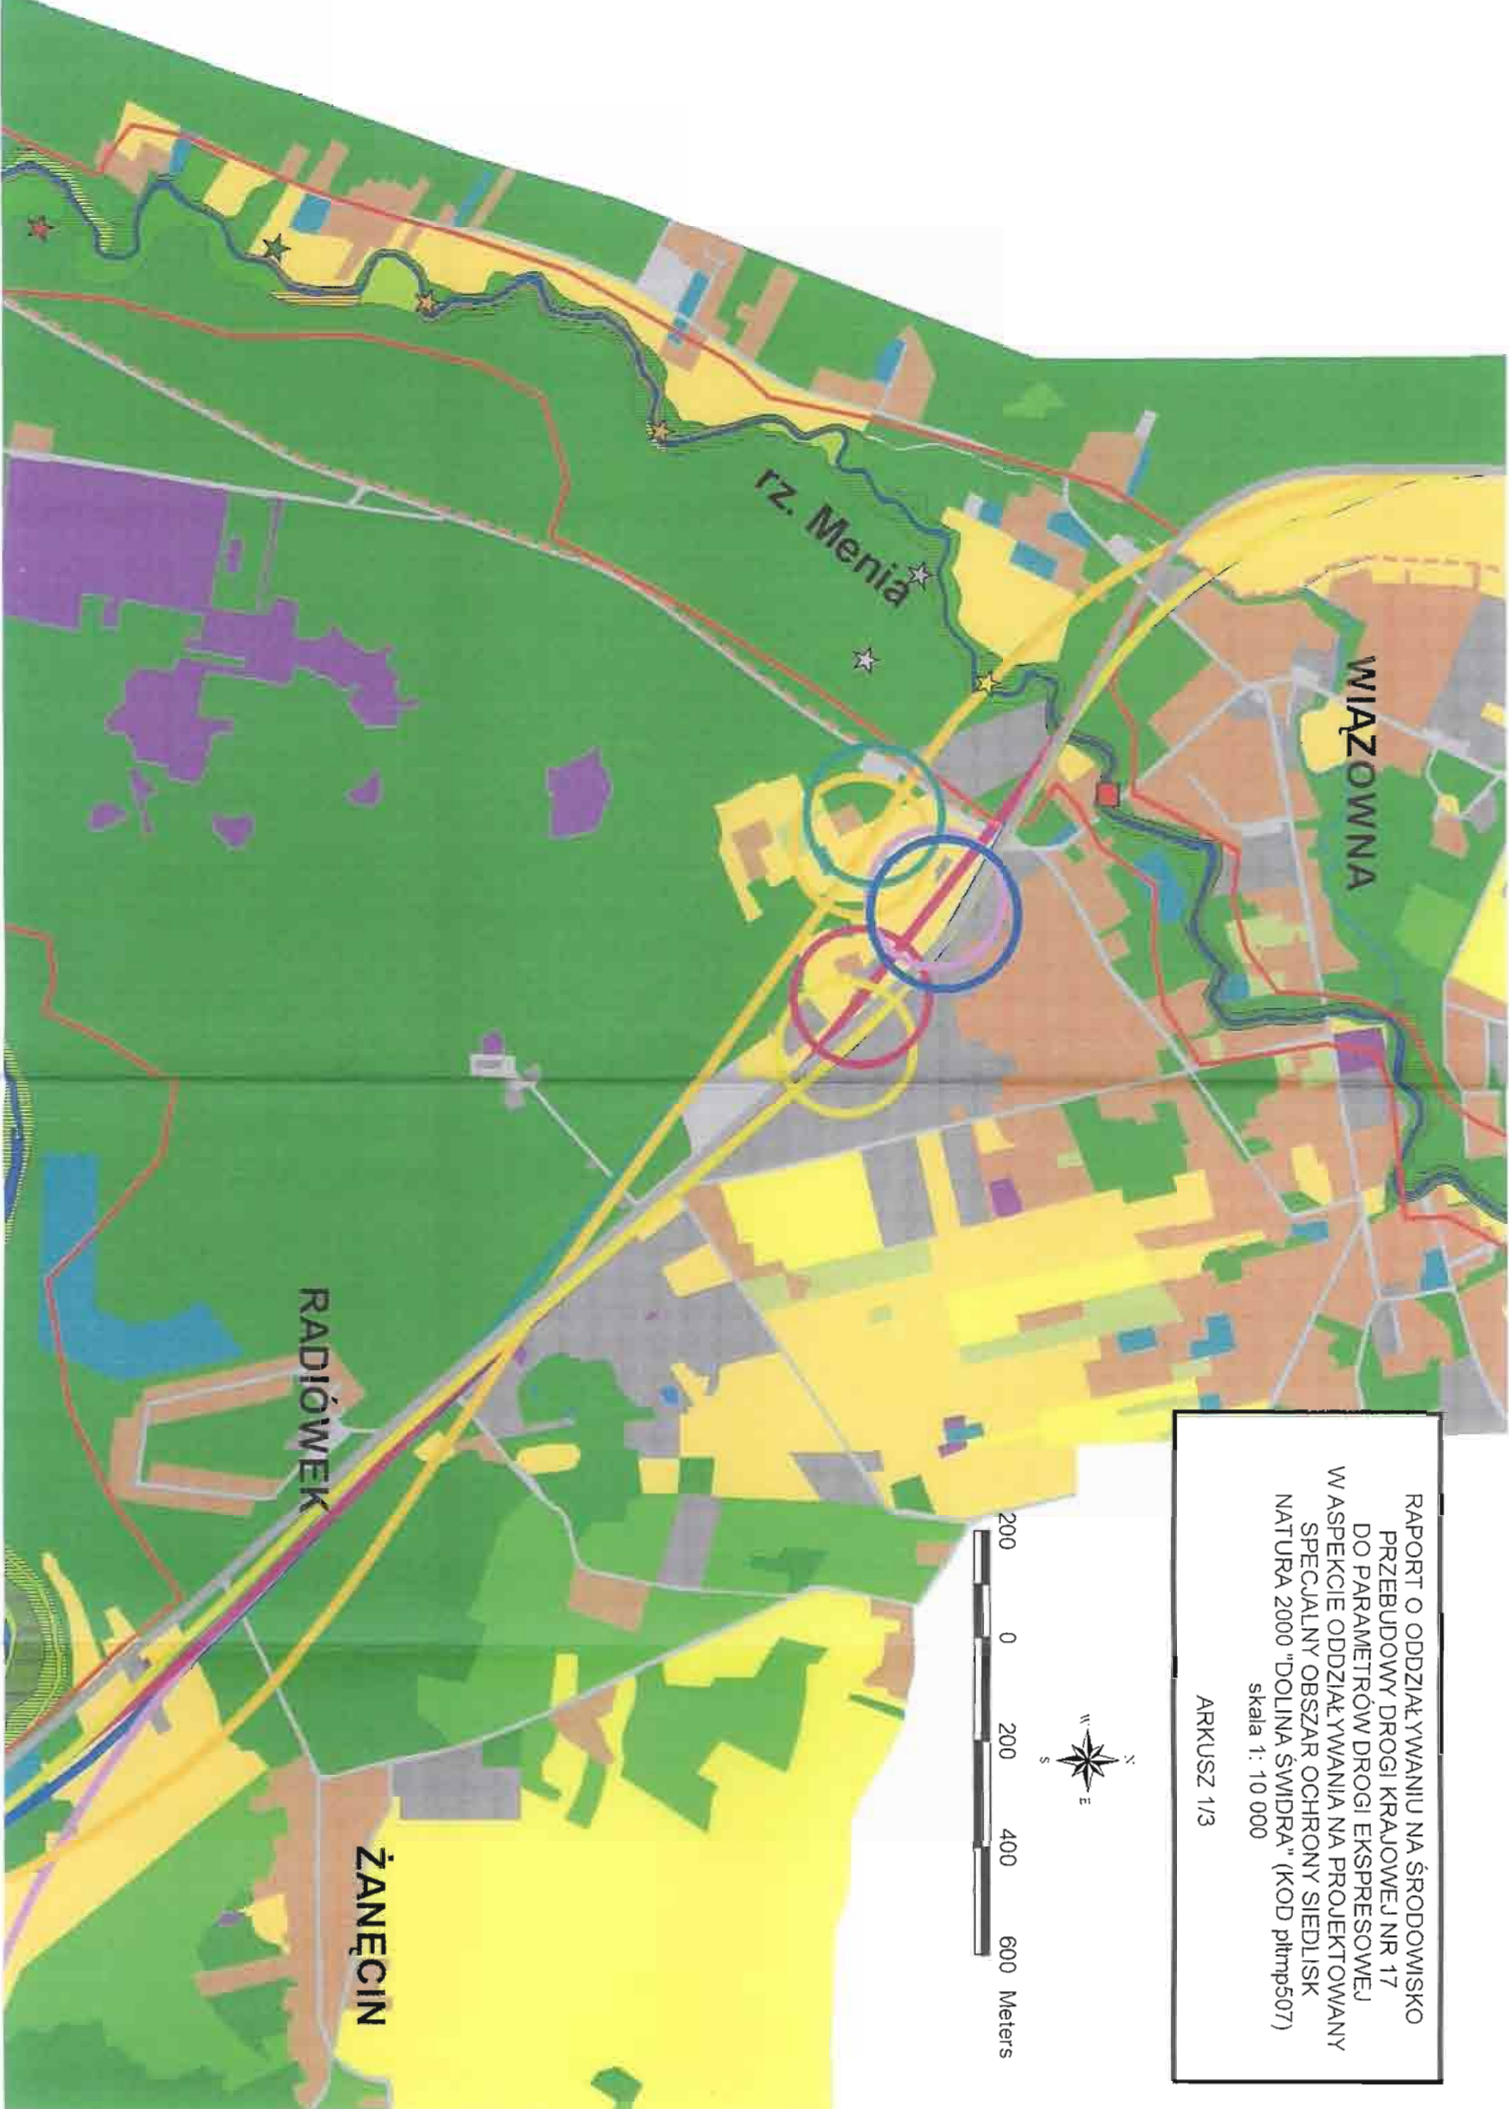 RAPORT O ODDZIAŁYWANIU NA ŚRODOWISKO
PRZEBUDOWY DROGI KRAJOWEJ NR 17
DO PARAMETRÓW DROGI EKSPRESOWEJ
W ASPEKCIE ODDZIAŁYWANIA NA PROJEKTOWANY
SPECJALNY OBSZAR OCHRONY SIEDLISK
NATURA 2000 "DOLINA ŚWIDRA" (KOD pltmp507)
skala 1: 10 000
ARKUSZ 1/3
WIĄZOWNA
rz. Menia
N
W
E
S
200 0 200 400 600 Meters
RADIÓWEK
ŻANĘCIN